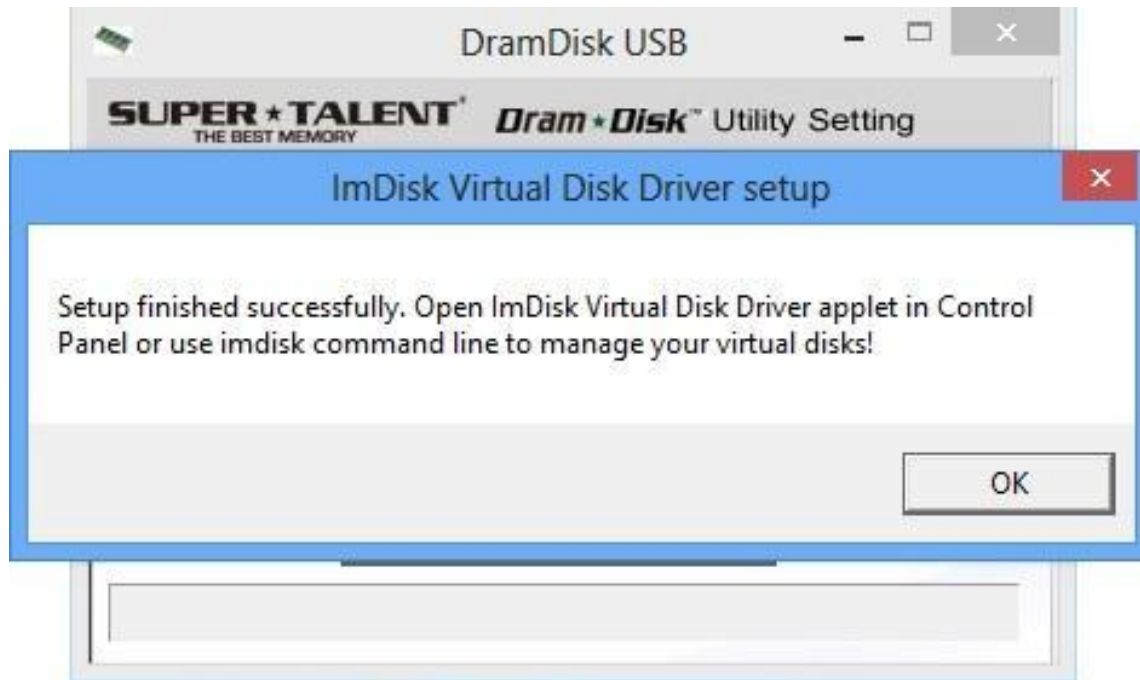 DramDisk USB
SUPER★TALENT® Dram★Disk™ Utility Setting
THE BEST MEMORY
ImDisk Virtual Disk Driver setup
Setup finished successfully. Open ImDisk Virtual Disk Driver applet in Control
Panel or use imdisk command line to manage your virtual disks!
OK